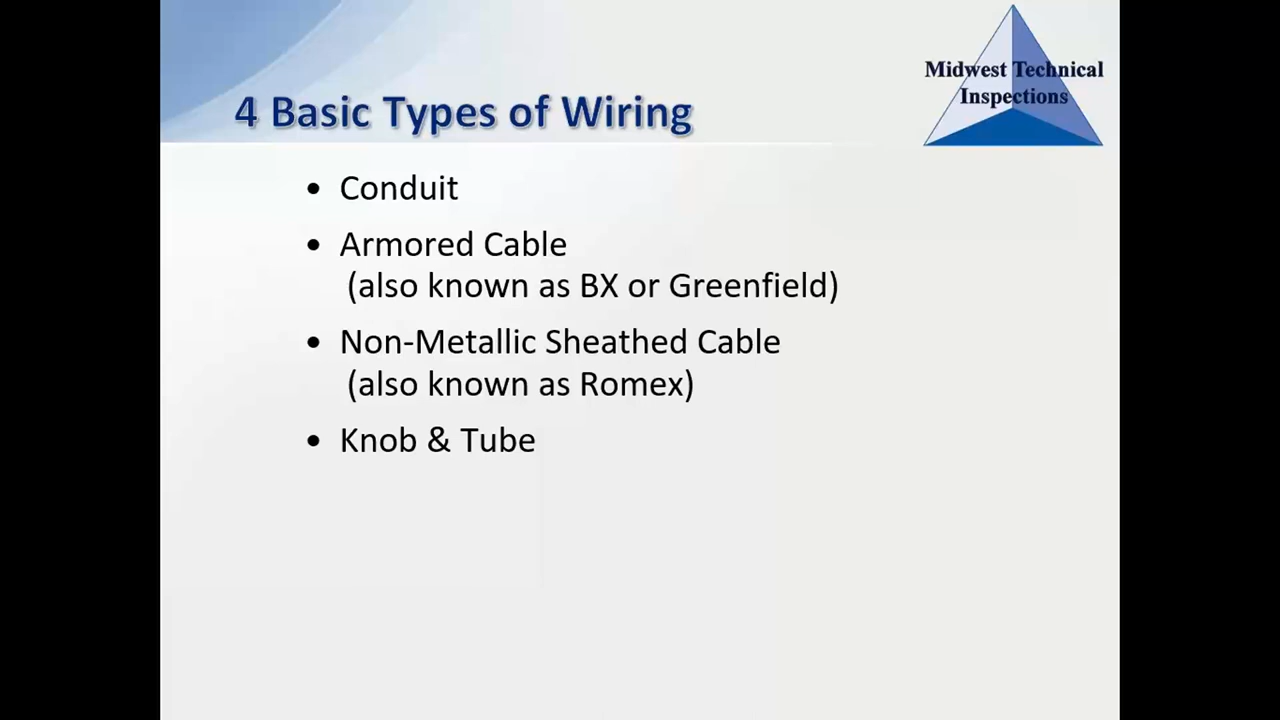 Midwest Technical
Inspections
4 Basic Types of Wiring
• Conduit
• Armored Cable
(also known as BX or Greenfield)
• Non-Metallic Sheathed Cable
(also known as Romex)
• Knob & Tube